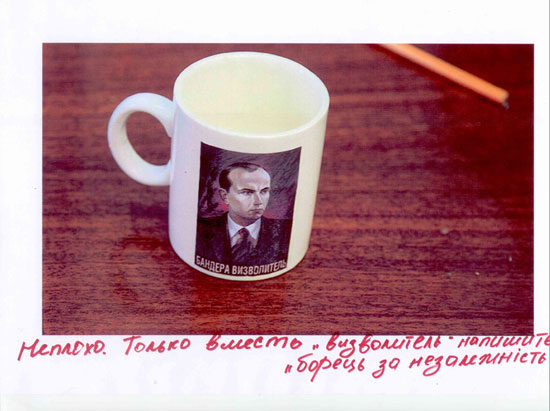 БАНДЕРА ВИЗВОЛИТЕЛЬ
Неплохо. Только вместо „визволитель" напишите
„борець за незалежність